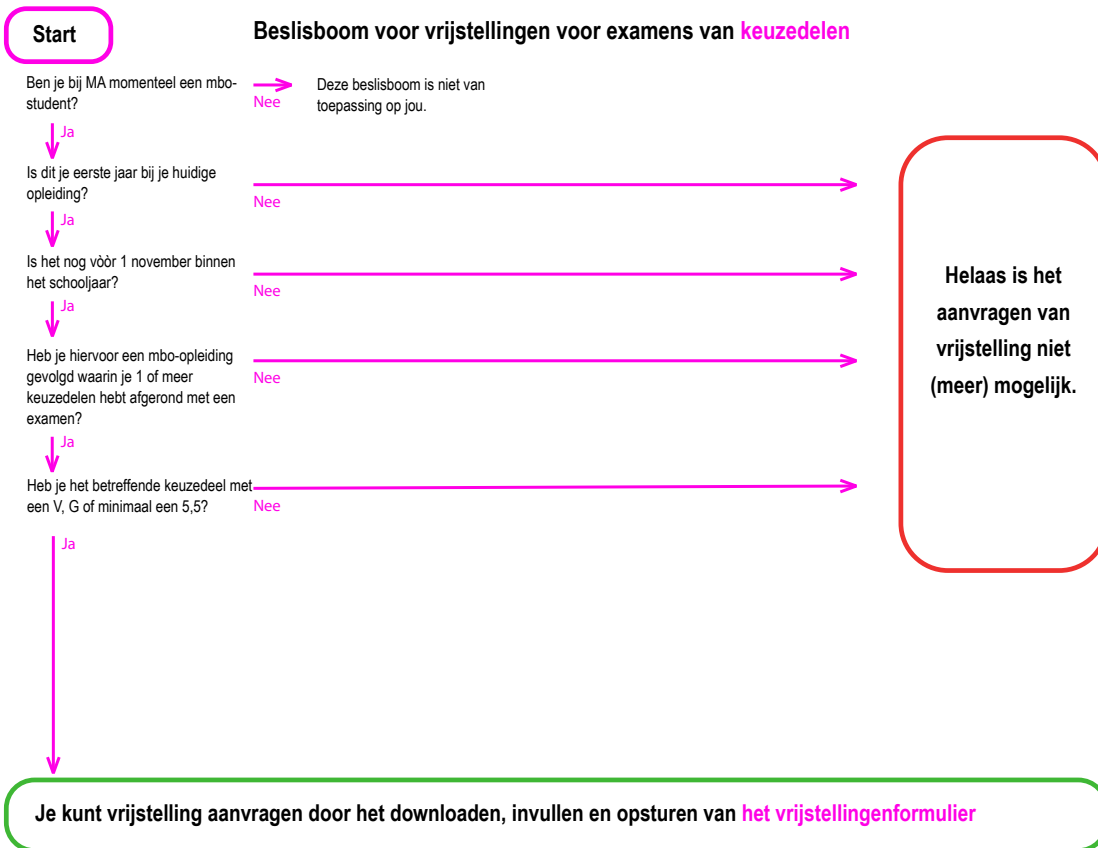 Start
Beslisboom voor vrijstellingen voor examens van keuzedelen
Ben je bij MA momenteel een mbo-
student?
Nee
Deze beslisboom is niet van
toepassing op jou.
Ja
Is dit je eerste jaar bij je huidige
opleiding?
Nee
Ja
Is het nog vòòr 1 november binnen
het schooljaar?
Nee
Ja
Heb je hiervoor een mbo-opleiding
gevolgd waarin je 1 of meer
keuzedelen hebt afgerond met een
examen?
Nee
Ja
Heb je het betreffende keuzedeel met
een V, G of minimaal een 5,5?
Nee
Ja
Helaas is het
aanvragen van
vrijstelling niet
(meer) mogelijk.
Je kunt vrijstelling aanvragen door het downloaden, invullen en opsturen van het vrijstellingenformulier